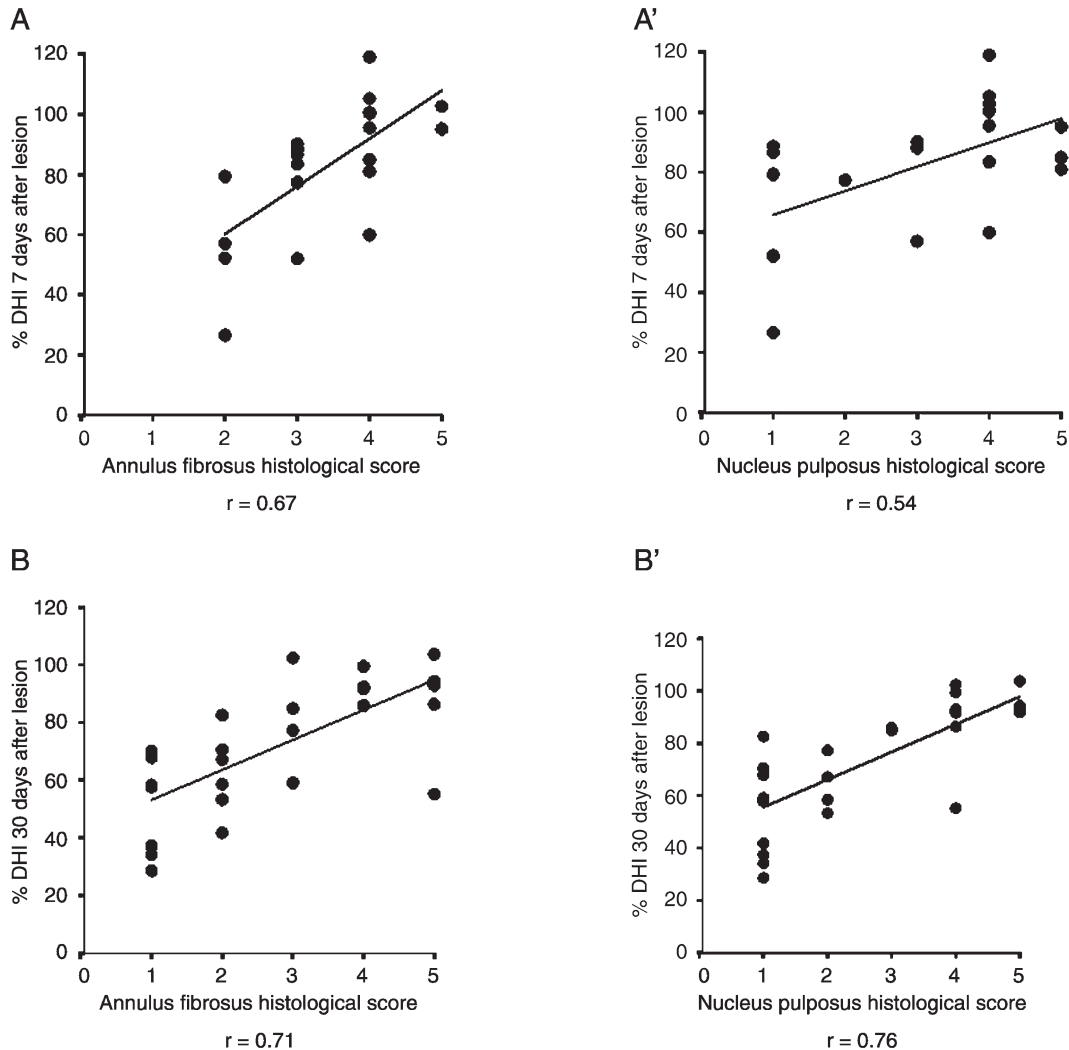 A
% DHI 7 days after lesion
120
100
80
60
40
20
0
0 1 2 3 4 5
Annulus fibrosus histological score
r = 0.67
A’
% DHI 7 days after lesion
120
100
80
60
40
20
0
0 1 2 3 4 5
Nucleus pulposus histological score
r = 0.54
B
% DHI 30 days after lesion
120
100
80
60
40
20
0
0 1 2 3 4 5
Annulus fibrosus histological score
r = 0.71
B’
% DHI 30 days after lesion
120
100
80
60
40
20
0
0 1 2 3 4 5
Nucleus pulposus histological score
r = 0.76